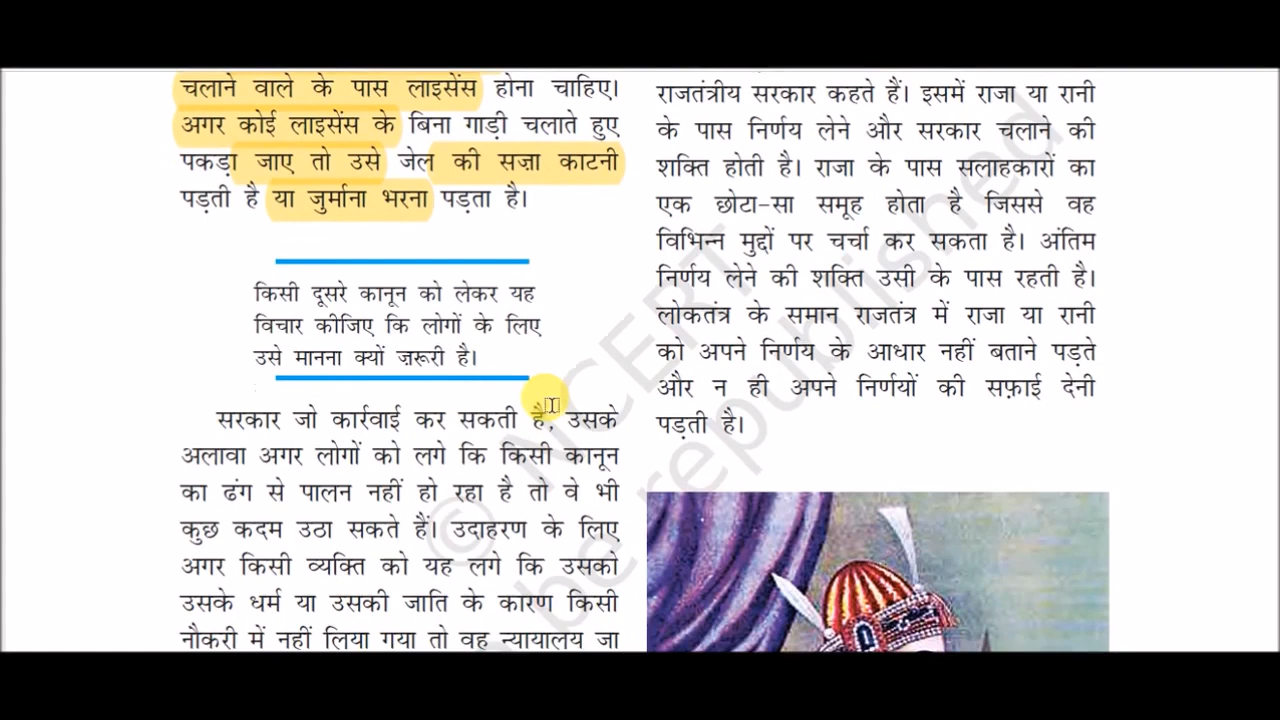 चलाने वाले के पास लाइसेंस होना चाहिए।
अगर कोई लाइसेंस के बिना गाड़ी चलाते हुए
पकड़ा जाए तो उसे जेल की सज़ा काटनी
पड़ती है या जुर्माना भरना पड़ता है।
किसी दूसरे कानून को लेकर यह
विचार कीजिए कि लोगों के लिए
उसे मानना क्यों ज़रूरी है।
सरकार जो कार्रवाई कर सकती है, उसके
अलावा अगर लोगों को लगे कि किसी कानून
का ढंग से पालन नहीं हो रहा है तो वे भी
कुछ कदम उठा सकते हैं। उदाहरण के लिए
अगर किसी व्यक्ति को यह लगे कि उसको
उसके धर्म या उसकी जाति के कारण किसी
नौकरी में नहीं लिया गया तो वह न्यायालय जा
राजतंत्रीय सरकार कहते हैं। इसमें राजा या रानी
के पास निर्णय लेने और सरकार चलाने की
शक्ति होती है। राजा के पास सलाहकारों का
एक छोटा-सा समूह होता है जिससे वह
विभिन्न मुद्दों पर चर्चा कर सकता है। अंतिम
निर्णय लेने की शक्ति उसी के पास रहती है।
लोकतंत्र के समान राजतंत्र में राजा या रानी
को अपने निर्णय के आधार नहीं बताने पड़ते
और न ही अपने निर्णयों की सफ़ाई देनी
पड़ती है।
© NCERT
be republished